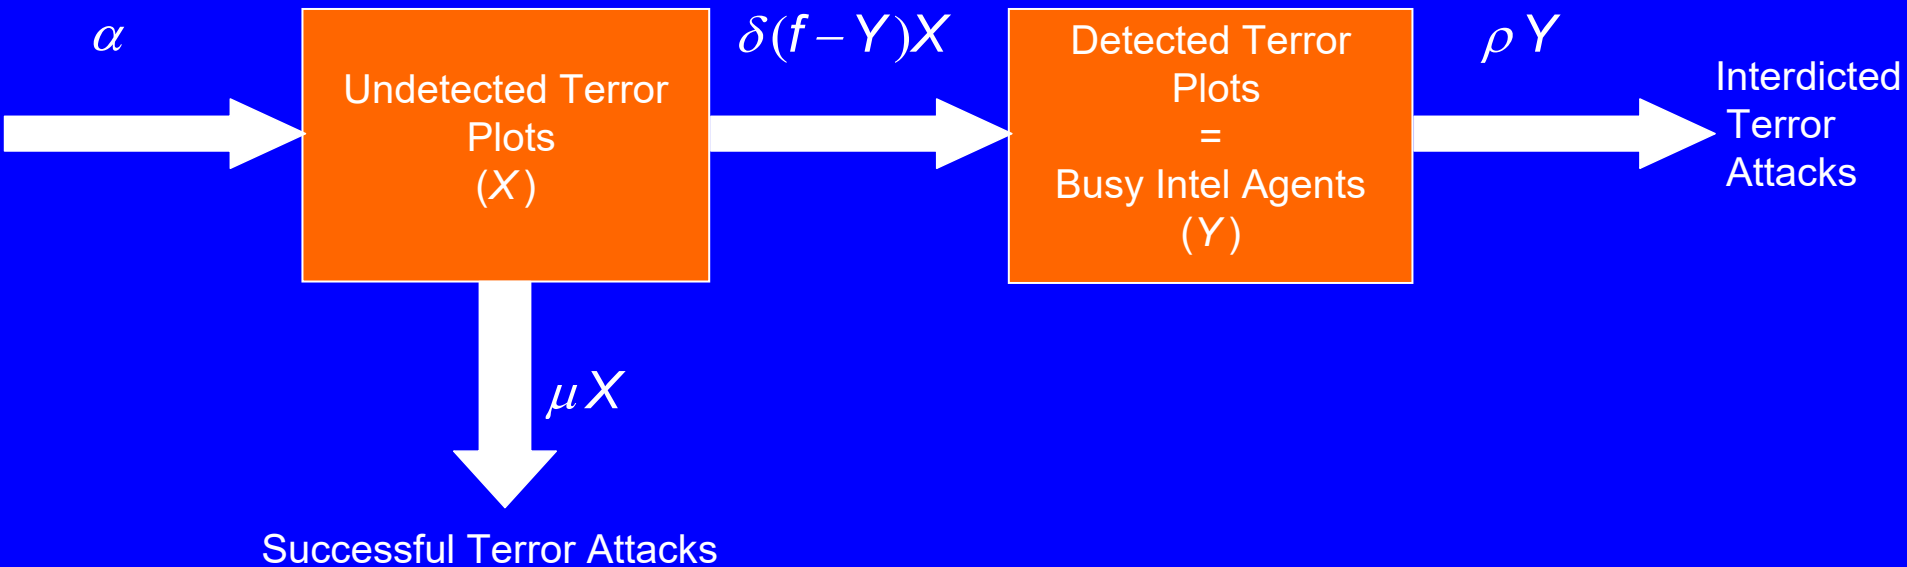 α
Undetected Terror
Plots
(X)
δ(f − Y)X
Detected Terror
Plots
=
Busy Intel Agents
(Y)
ρY
Interdicted
Terror
Attacks
μX
Successful Terror Attacks